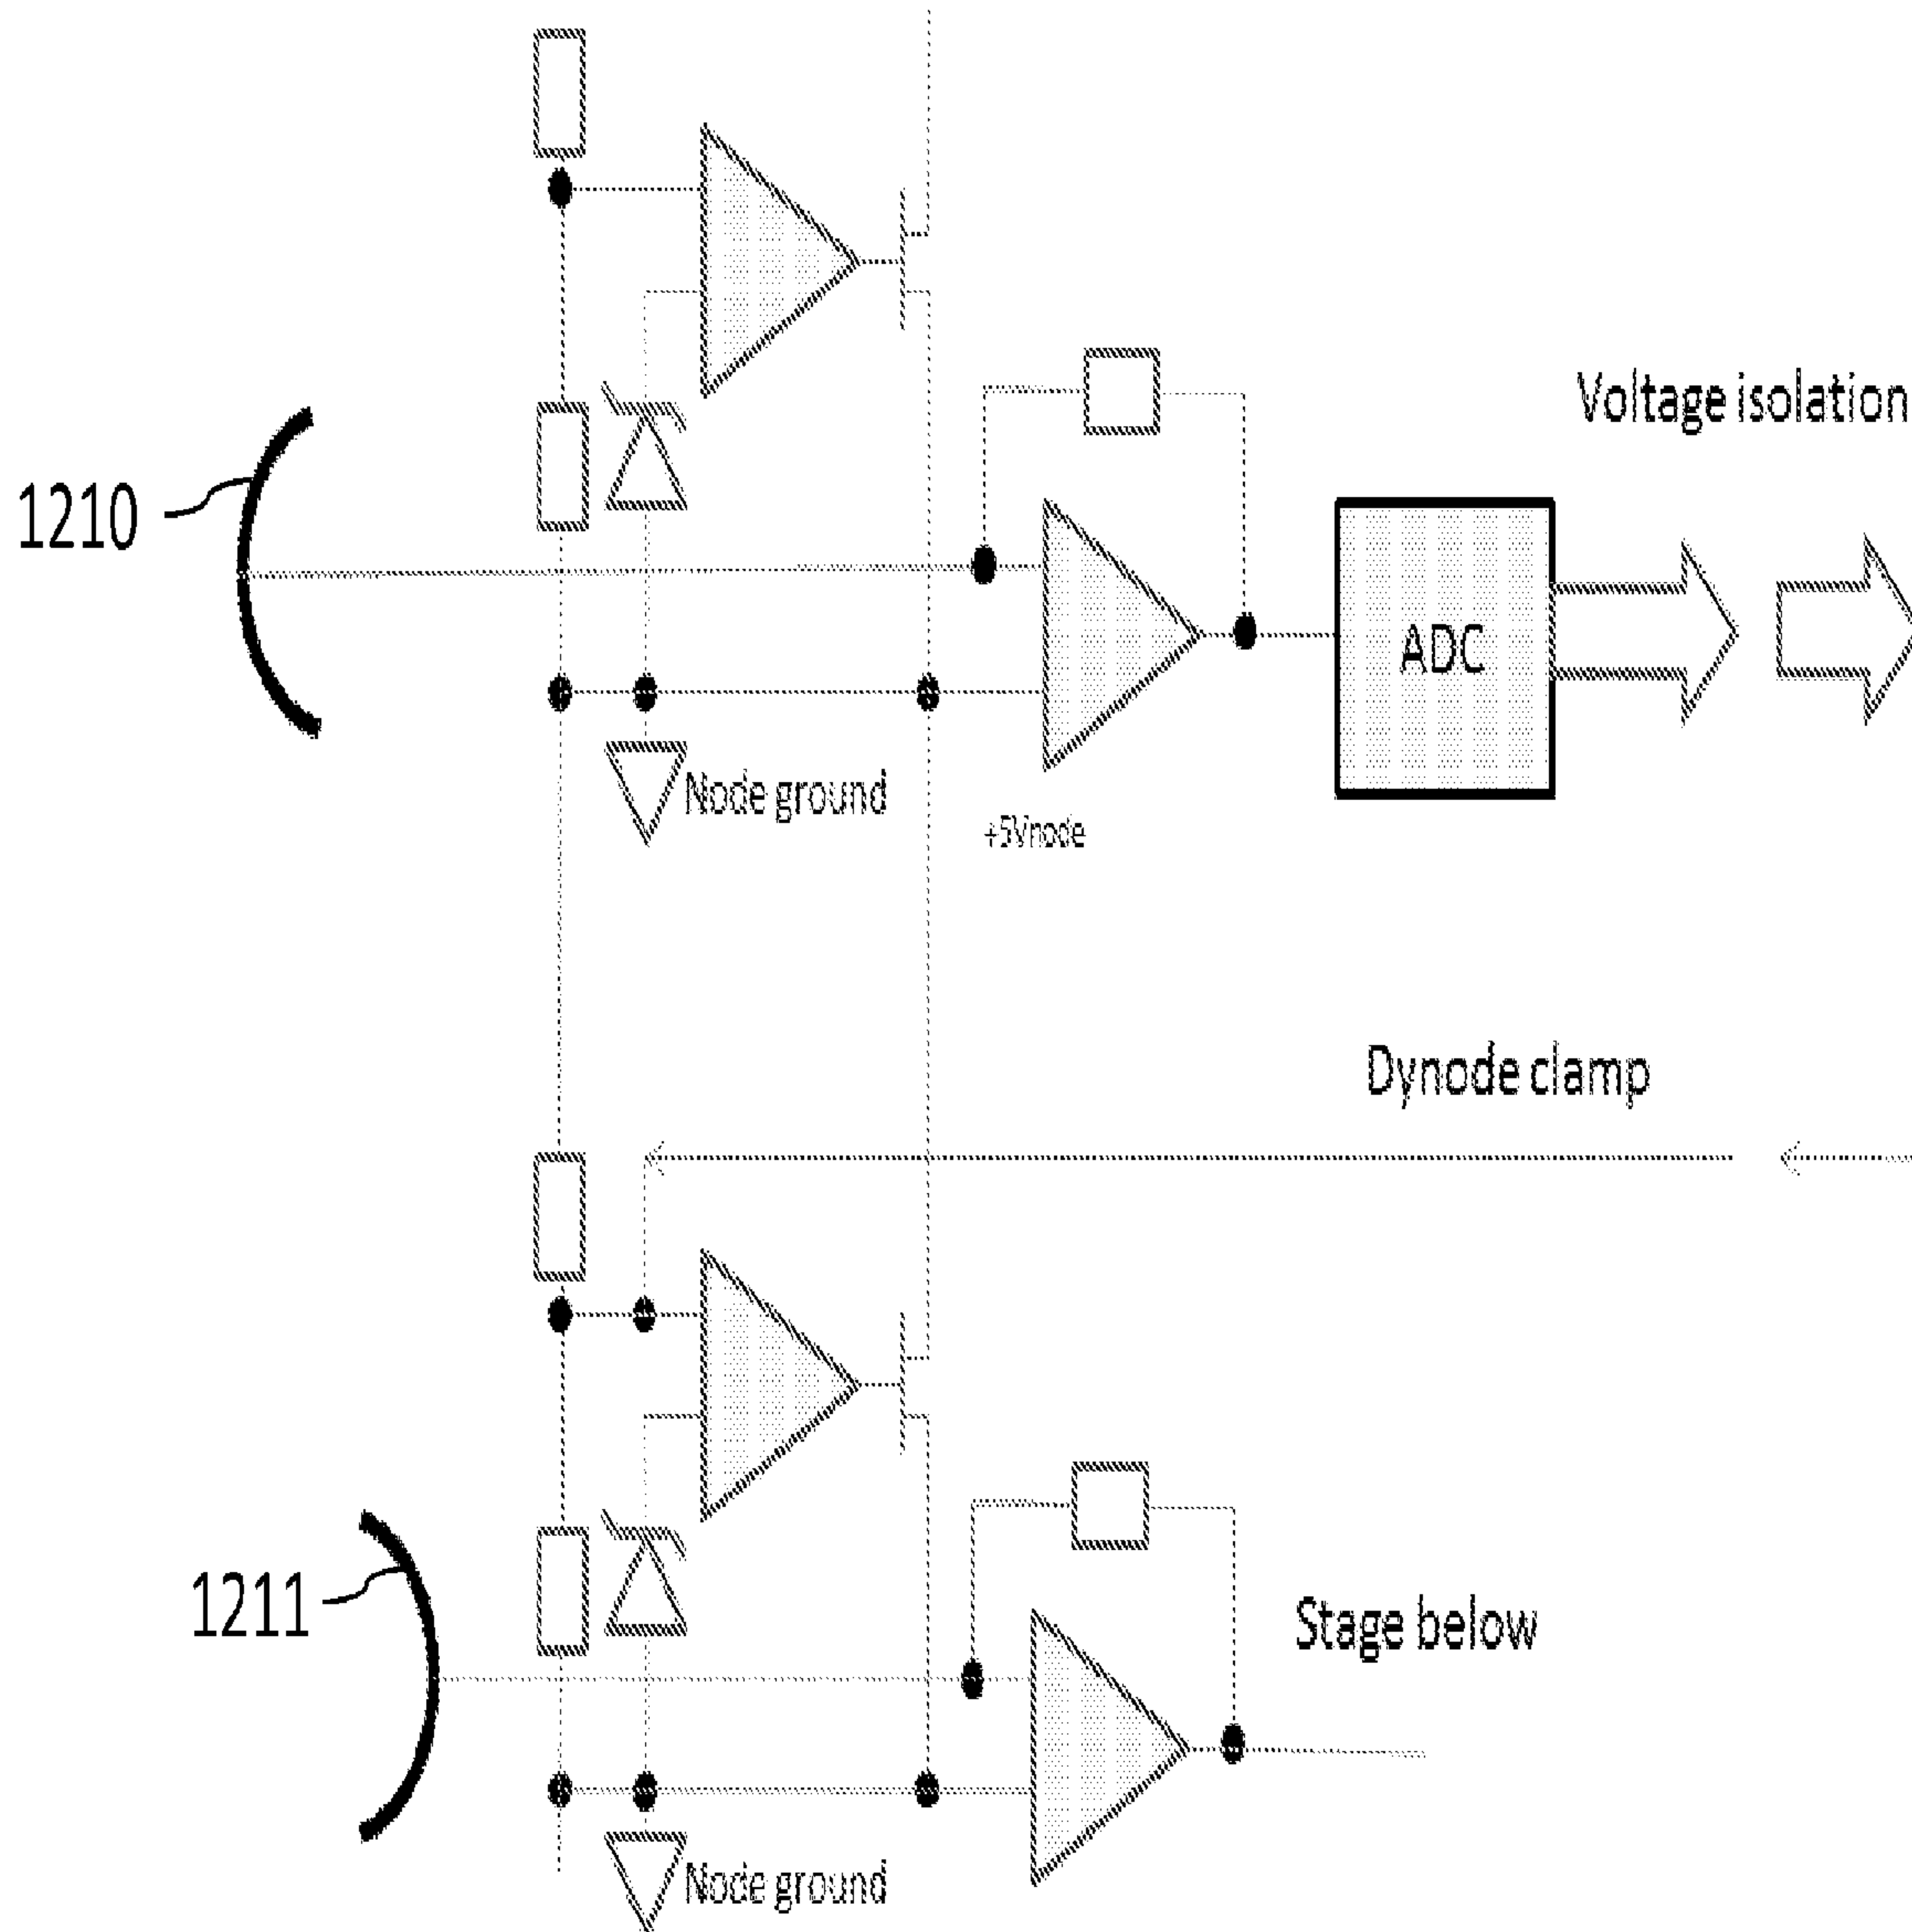 Voltage isolation
1210
ADC
Node ground
+5Vnode
Dynode clamp
1211
Stage below
Node ground